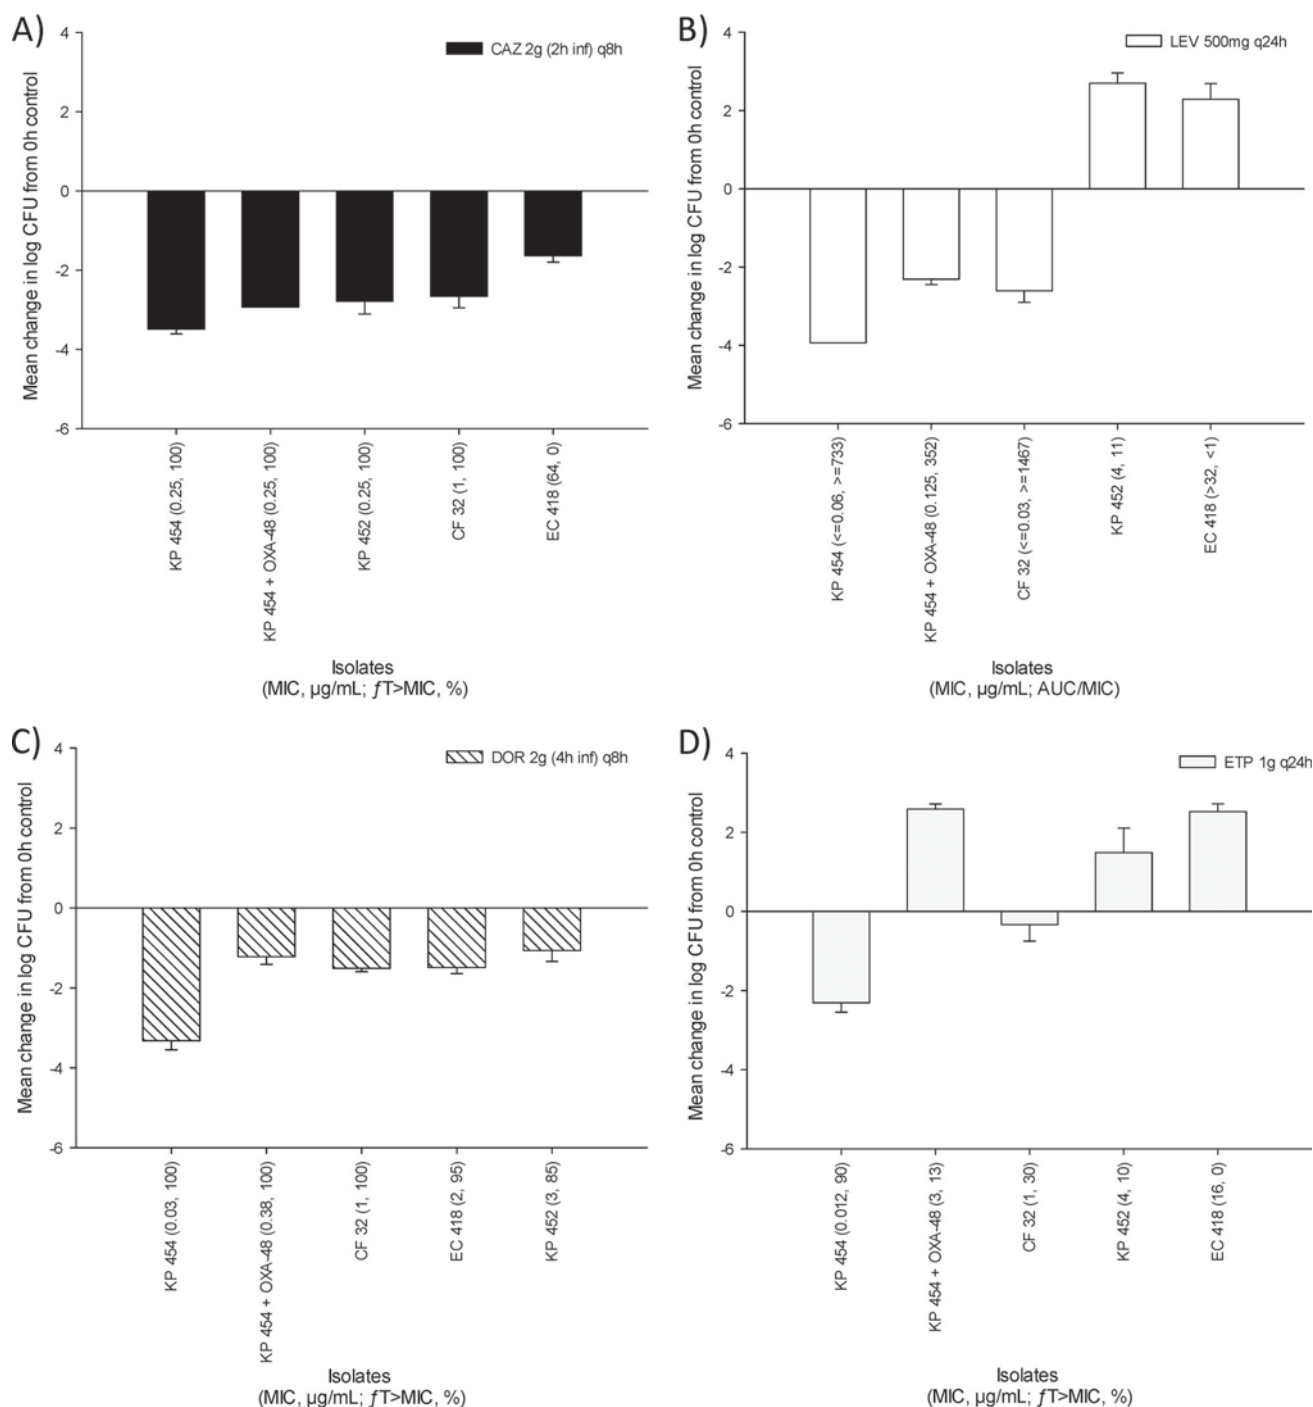 A)
CAZ 2g (2h inf) q8h
Mean change in log CFU from 0h control
4
2
0
-2
-4
-6
KP 454 (0.25, 100)
KP 454 + OXA-48 (0.25, 100)
KP 452 (0.25, 100)
CF 32 (1, 100)
EC 418 (64, 0)
Isolates
(MIC, µg/mL; ƒT>MIC, %)
B)
LEV 500mg q24h
Mean change in log CFU from 0h control
4
2
0
-2
-4
-6
KP 454 (<=0.06, >=733)
KP 454 + OXA-48 (0.125, 352)
CF 32 (<=0.03, >=1467)
KP 452 (4, 11)
EC 418 (>32, <1)
Isolates
(MIC, µg/mL; AUC/MIC)
C)
DOR 2g (4h inf) q8h
Mean change in log CFU from 0h control
4
2
0
-2
-4
-6
KP 454 (0.03, 100)
KP 454 + OXA-48 (0.38, 100)
CF 32 (1, 100)
EC 418 (2, 95)
KP 452 (3, 85)
Isolates
(MIC, µg/mL; ƒT>MIC, %)
D)
ETP 1g q24h
Mean change in log CFU from 0h control
4
2
0
-2
-4
-6
KP 454 (0.012, 90)
KP 454 + OXA-48 (3, 13)
CF 32 (1, 30)
KP 452 (4, 10)
EC 418 (16, 0)
Isolates
(MIC, µg/mL; ƒT>MIC, %)